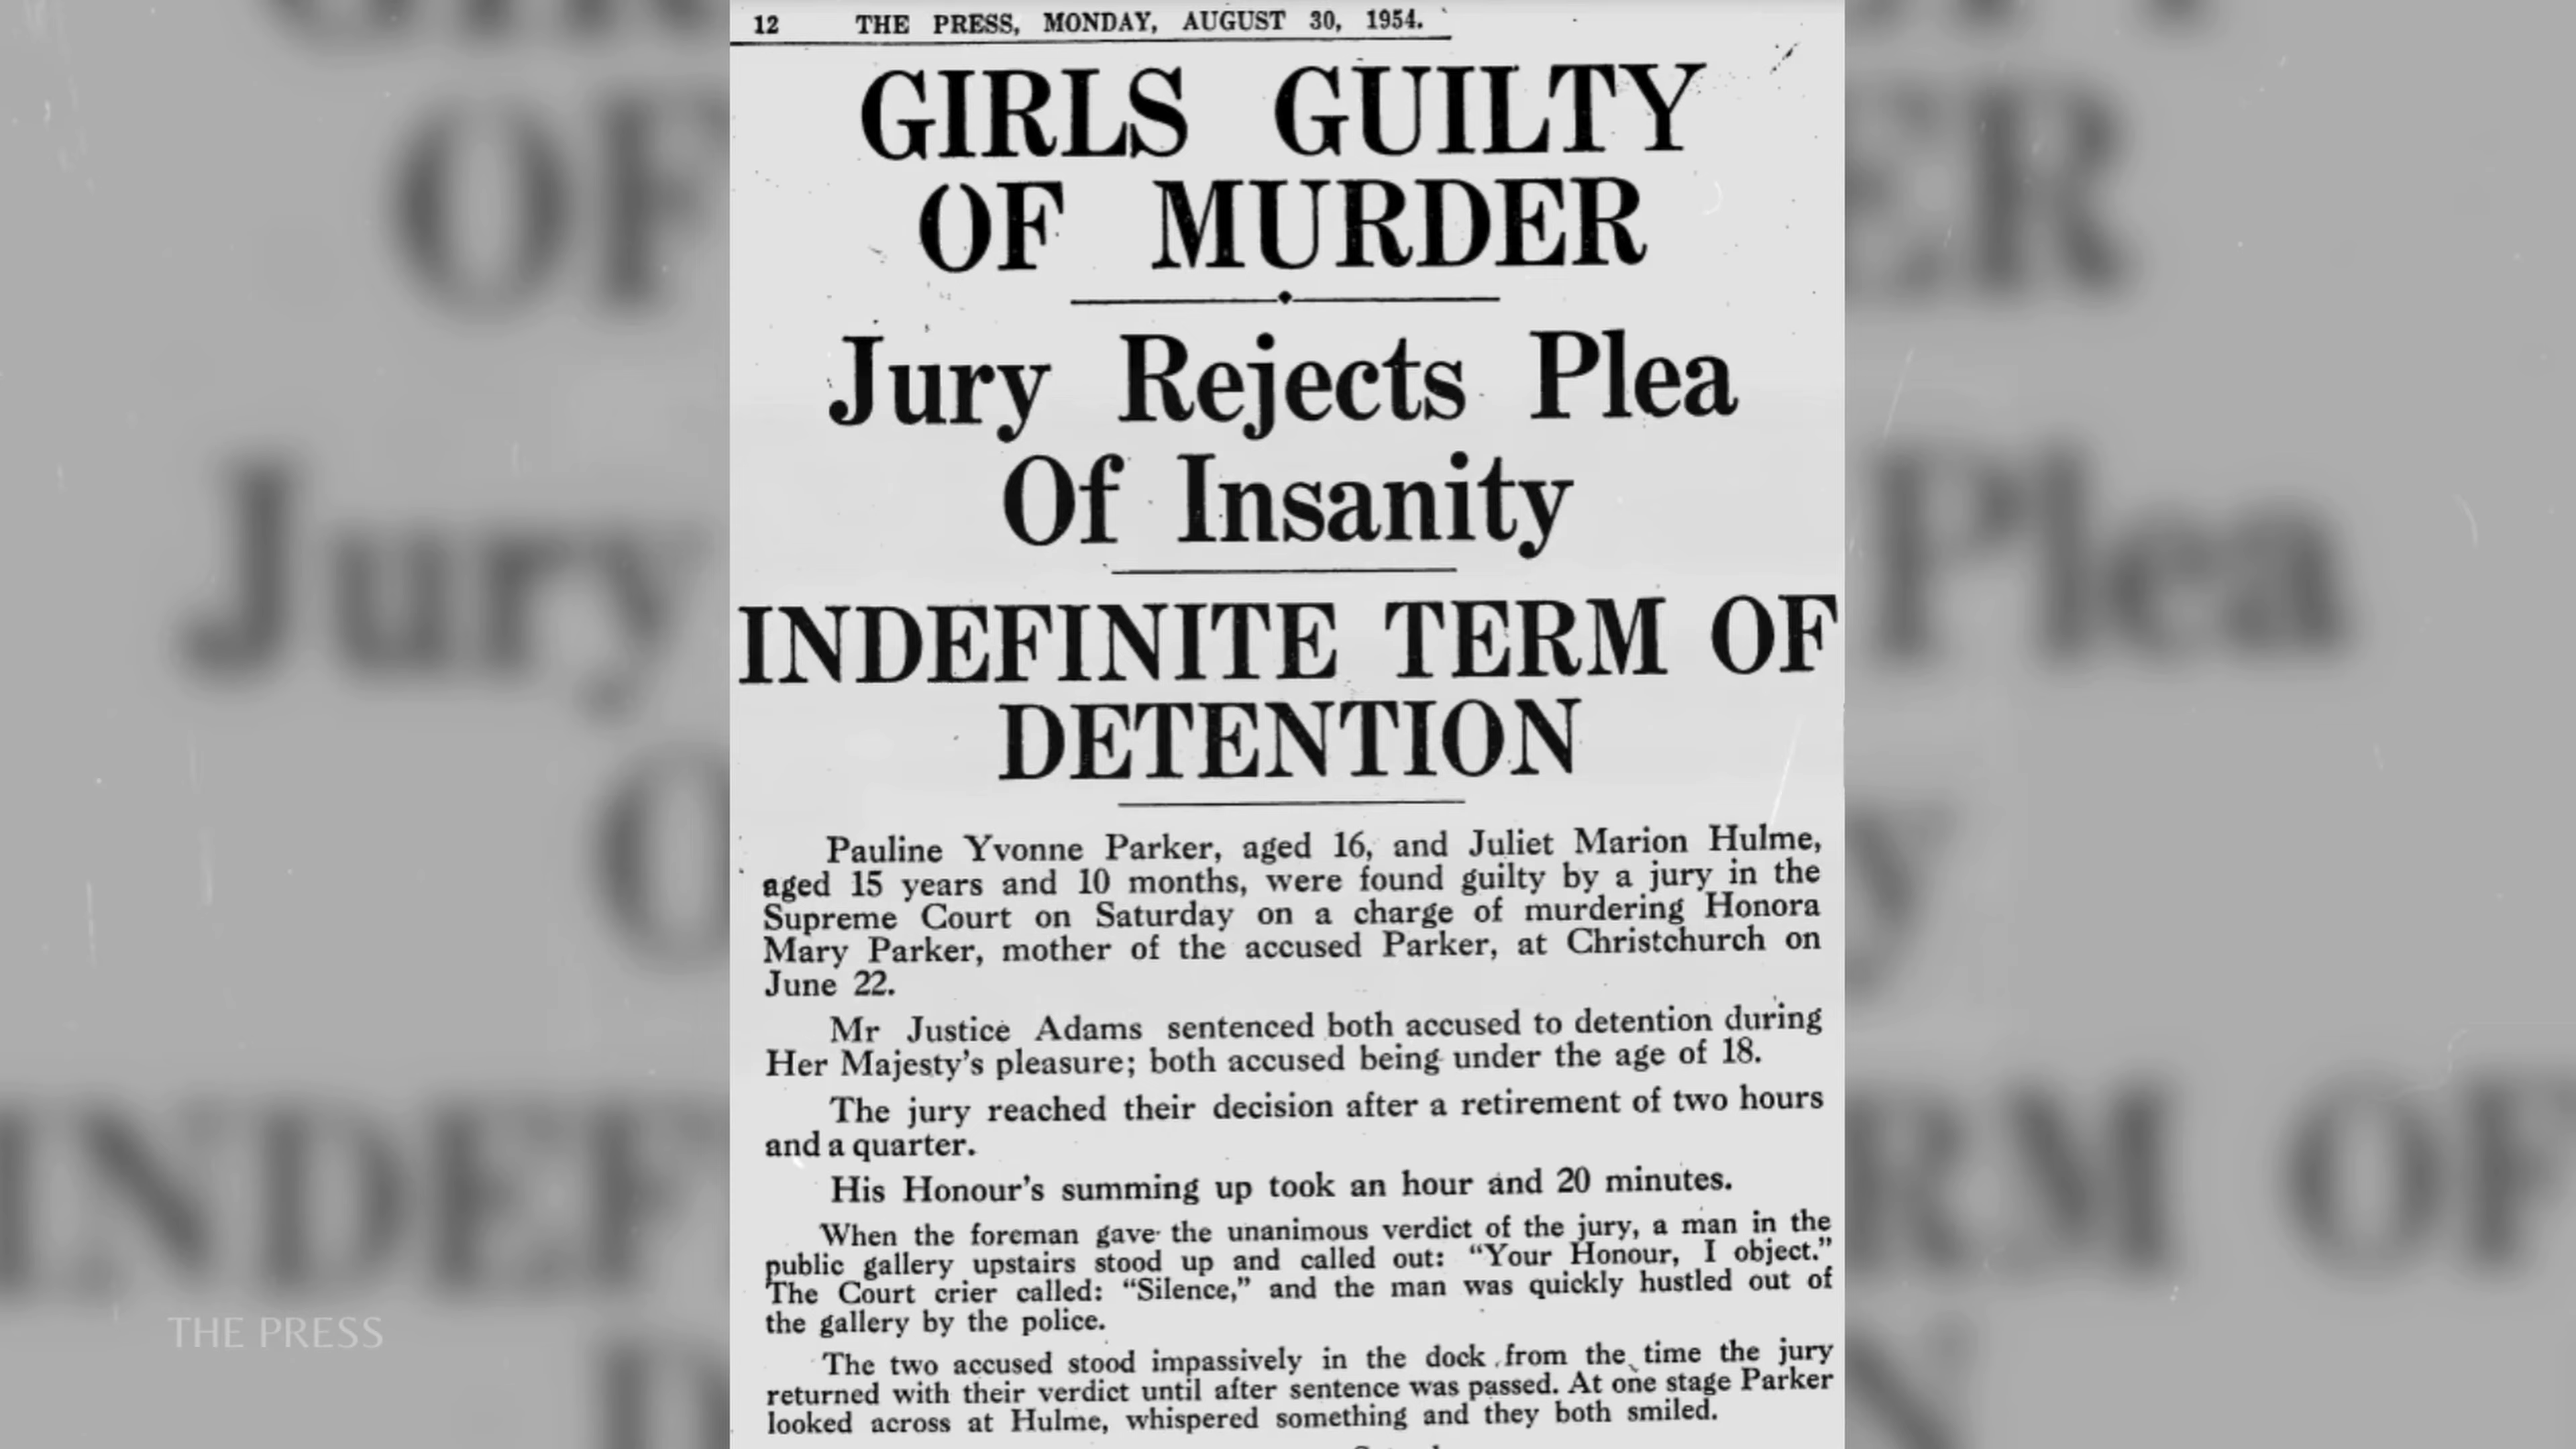 12 THE PRESS, MONDAY, AUGUST 30, 1954.
GIRLS GUILTY
OF MURDER
Jury Rejects Plea
Of Insanity
INDEFINITE TERM OF
DETENTION
Pauline Yvonne Parker, aged 16, and Juliet Marion Hulme,
aged 15 years and 10 months, were found guilty by a jury in the
Supreme Court on Saturday on a charge of murdering Honora
Mary Parker, mother of the accused Parker, at Christchurch on
June 22.
Mr Justice Adams sentenced both accused to detention during
Her Majesty's pleasure; both accused being under the age of 18.
The jury reached their decision after a retirement of two hours
and a quarter.
His Honour's summing up took an hour and 20 minutes.
When the foreman gave the unanimous verdict of the jury, a man in the
public gallery upstairs stood up and called out: "Your Honour, I object."
The Court crier called: "Silence," and the man was quickly hustled out of
the gallery by the police.
The two accused stood impassively in the dock from the time the jury
returned with their verdict until after sentence was passed. At one stage Parker
looked across at Hulme, whispered something and they both smiled.
THE PRESS